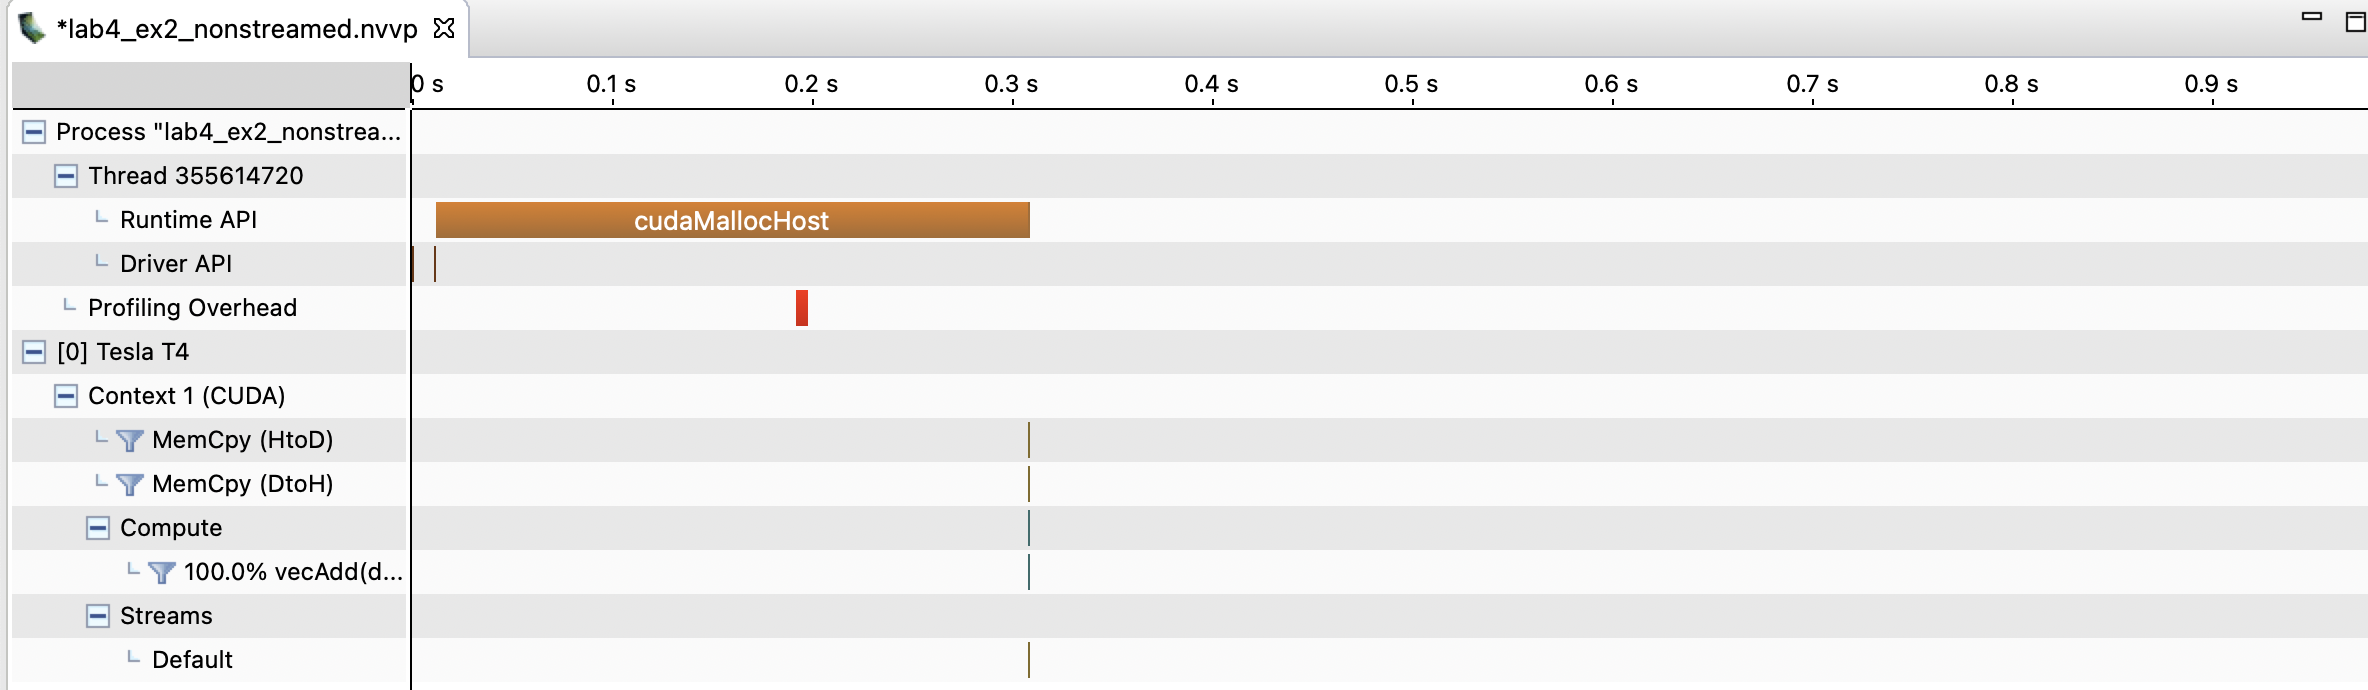 *lab4_ex2_nonstreamed.nvvp
0 s 0.1 s 0.2 s 0.3 s 0.4 s 0.5 s 0.6 s 0.7 s 0.8 s 0.9 s
Process "lab4_ex2_nonstrea...
Thread 355614720
Runtime API cudaMallocHost
Driver API
Profiling Overhead
[0] Tesla T4
Context 1 (CUDA)
MemCpy (HtoD)
MemCpy (DtoH)
Compute
100.0% vecAdd(d...
Streams
Default